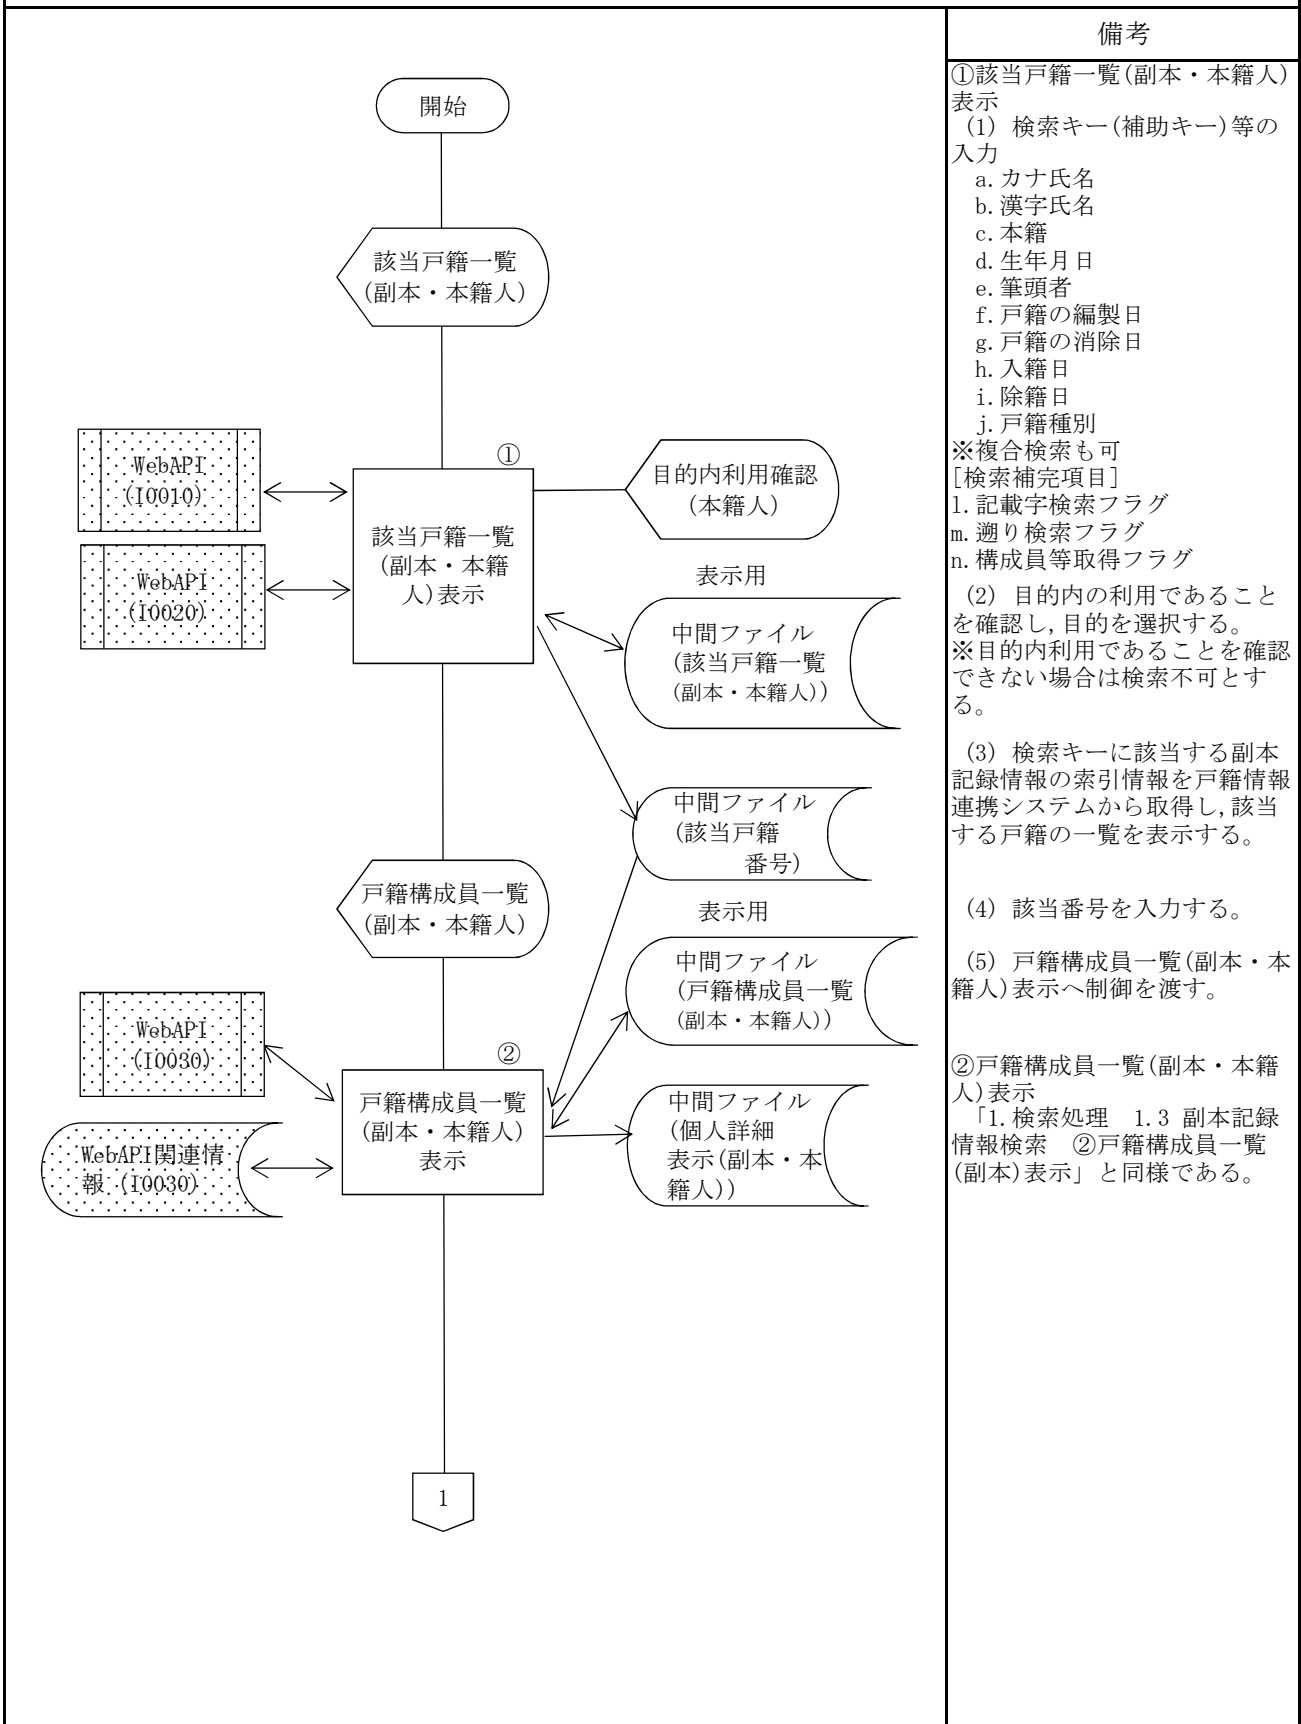 開始
該当戸籍一覧
(副本・本籍人)
WebAPI
(I0010)
WebAPI
(I0020)
①
該当戸籍一覧
(副本・本籍
人)表示
目的内利用確認
(本籍人)
表示用
中間ファイル
(該当戸籍一覧
(副本・本籍人))
中間ファイル
(該当戸籍
番号)
戸籍構成員一覧
(副本・本籍人)
表示用
中間ファイル
(戸籍構成員一覧
(副本・本籍人))
WebAPI
(I0030)
WebAPI関連情
報 (I0030)
②
戸籍構成員一覧
(副本・本籍人)
表示
中間ファイル
(個人詳細
表示(副本・本
籍人))
1
備考
①該当戸籍一覧(副本・本籍人)
表示
(1) 検索キー(補助キー)等の
入力
a.カナ氏名
b.漢字氏名
c.本籍
d.生年月日
e.筆頭者
f.戸籍の編製日
g.戸籍の消除日
h.入籍日
i.除籍日
j.戸籍種別
※複合検索も可
[検索補完項目]
l.記載字検索フラグ
m.遡り検索フラグ
n.構成員等取得フラグ
(2) 目的内の利用であること
を確認し,目的を選択する。
※目的内利用であることを確認
できない場合は検索不可とす
る。
(3) 検索キーに該当する副本
記録情報の索引情報を戸籍情報
連携システムから取得し,該当
する戸籍の一覧を表示する。
(4) 該当番号を入力する。
(5) 戸籍構成員一覧(副本・本
籍人)表示へ制御を渡す。
②戸籍構成員一覧(副本・本籍
人)表示
「1.検索処理 1.3 副本記録
情報検索 ②戸籍構成員一覧
(副本)表示」と同様である。